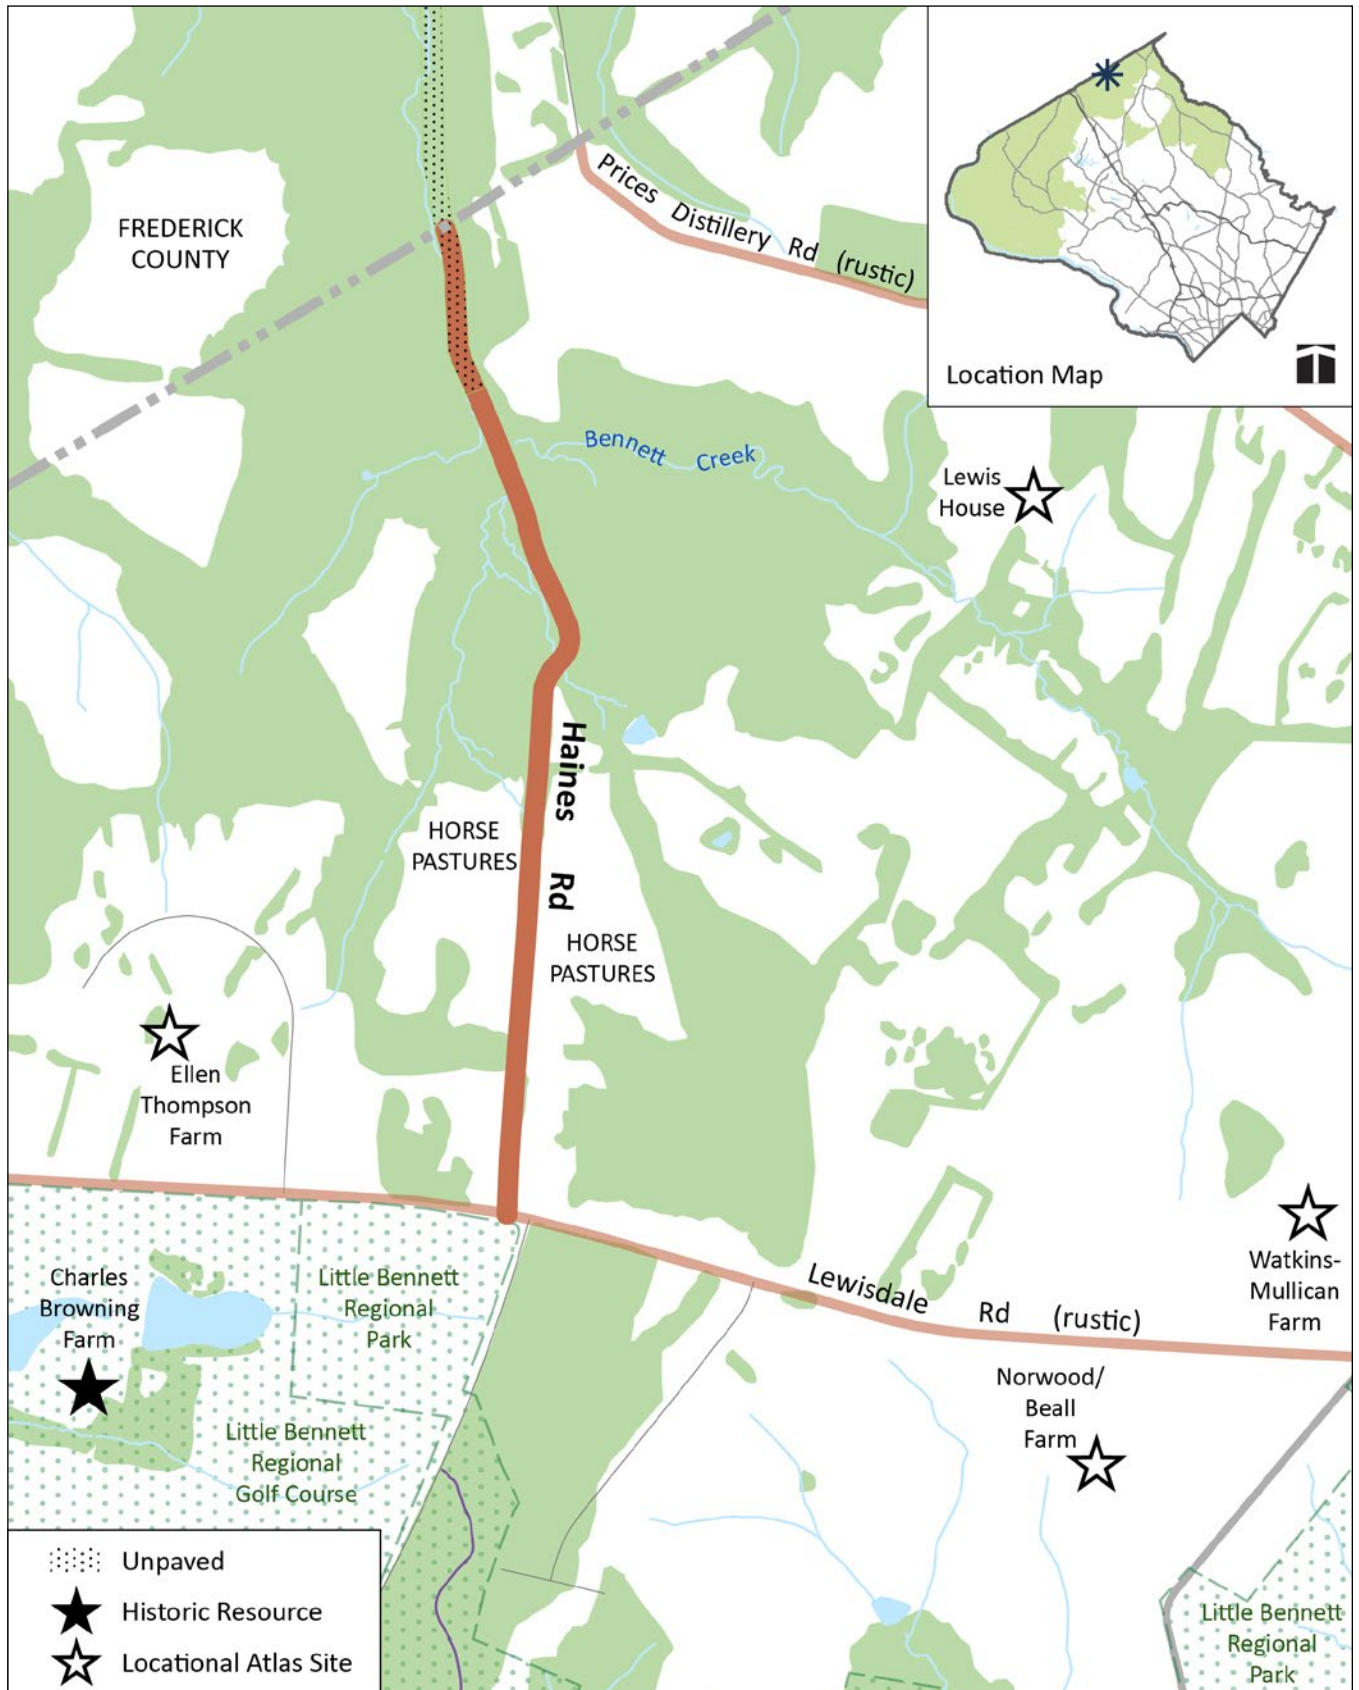 FREDERICK
COUNTY
Prices Distillery Rd (rustic)
Location Map
Bennett Creek
Lewis
House
Haines Rd
HORSE
PASTURES
HORSE
PASTURES
Ellen
Thompson
Farm
Watkins-
Mullican
Farm
Charles
Browning
Farm
Little Bennett
Regional
Park
Lewisdale Rd (rustic)
Norwood/
Beall
Farm
Little Bennett
Regional
Golf Course
Little Bennett
Regional
Park
Unpaved
Historic Resource
Locational Atlas Site